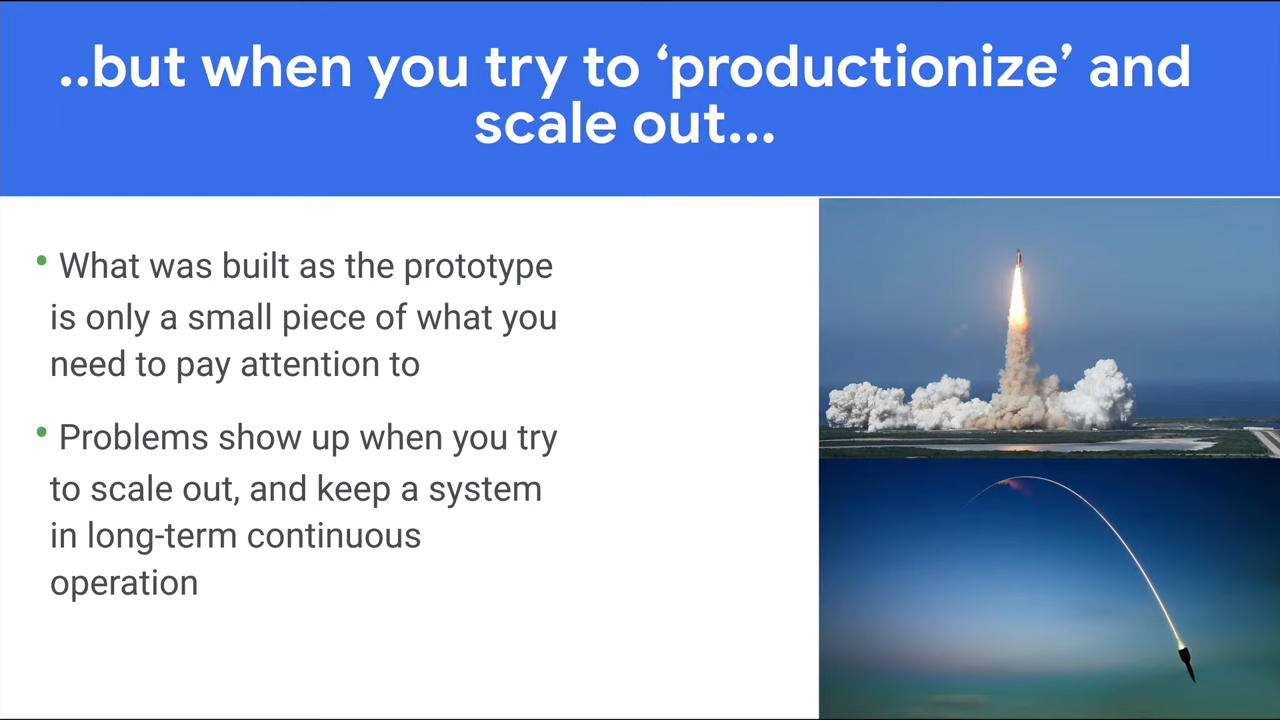 ..but when you try to ‘productionize’ and
scale out...
• What was built as the prototype
is only a small piece of what you
need to pay attention to
• Problems show up when you try
to scale out, and keep a system
in long-term continuous
operation